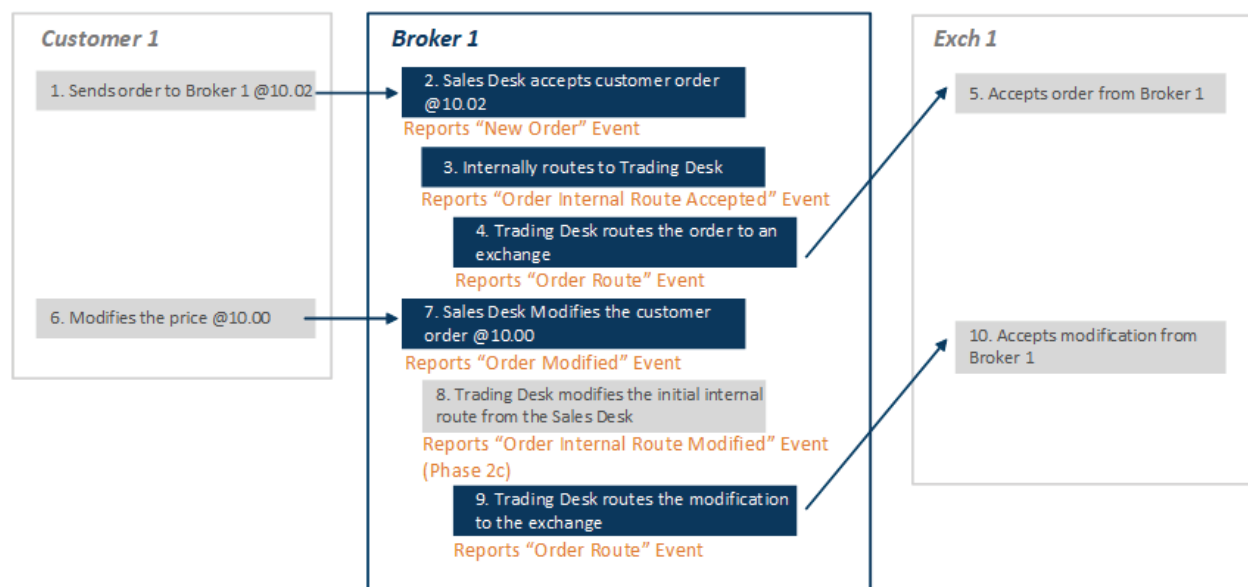 Customer 1
1. Sends order to Broker 1 @10.02
6. Modifies the price @10.00
Broker 1
2. Sales Desk accepts customer order
@10.02
Reports “New Order” Event
3. Internally routes to Trading Desk
Reports “Order Internal Route Accepted” Event
4. Trading Desk routes the order to an
exchange
Reports “Order Route” Event
7. Sales Desk Modifies the customer
order @10.00
Reports “Order Modified” Event
8. Trading Desk modifies the initial internal
route from the Sales Desk
Reports “Order Internal Route Modified” Event
(Phase 2c)
9. Trading Desk routes the modification
to the exchange
Reports “Order Route” Event
Exch 1
5. Accepts order from Broker 1
10. Accepts modification from
Broker 1